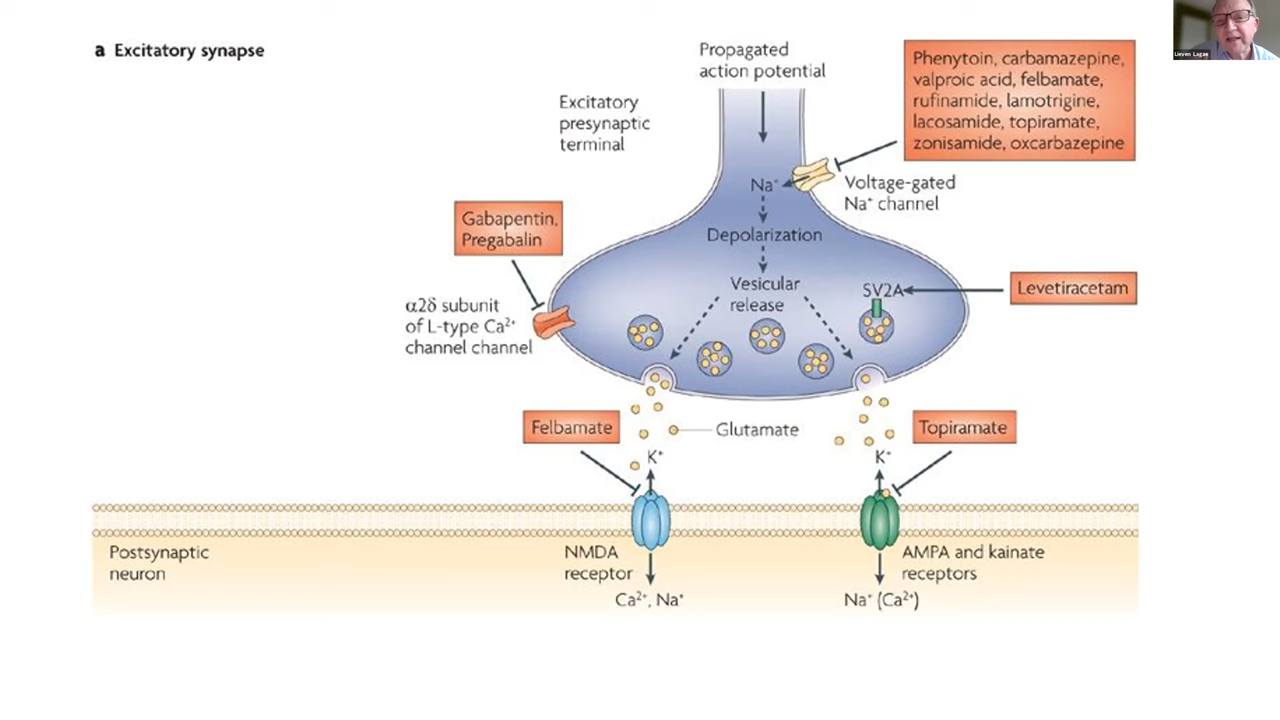 a Excitatory synapse
Propagated
action potential
Phenytoin, carbamazepine,
valproic acid, felbamate,
rufinamide, lamotrigine,
lacosamide, topiramate,
zonisamide, oxcarbazepine
Lieven Lagae
Excitatory
presynaptic
terminal
Na⁺
Voltage-gated
Na⁺ channel
Gabapentin,
Pregabalin
Depolarization
Vesicular
release
SV2A
Levetiracetam
α2δ subunit
of L-type Ca²⁺
channel channel
Felbamate
Glutamate
Topiramate
K⁺
K⁺
Postsynaptic
neuron
NMDA
receptor
AMPA and kainate
receptors
Ca²⁺, Na⁺
Na⁺ (Ca²⁺)